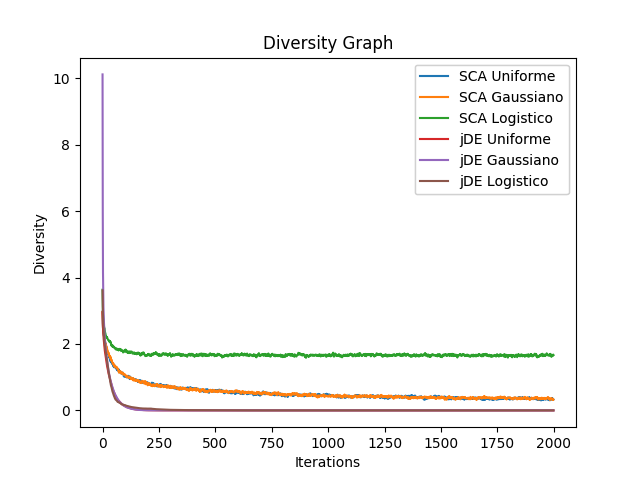 Diversity Graph
10
8
6
4
2
0
Diversity
SCA Uniforme
SCA Gaussiano
SCA Logistico
jDE Uniforme
jDE Gaussiano
jDE Logistico
0 250 500 750 1000 1250 1500 1750 2000
Iterations